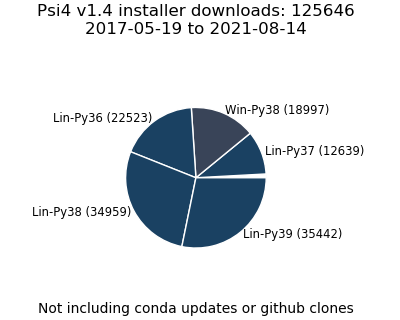 Psi4 v1.4 installer downloads: 125646
2017-05-19 to 2021-08-14
Win-Py38 (18997)
Lin-Py36 (22523)
Lin-Py37 (12639)
Lin-Py38 (34959)
Lin-Py39 (35442)
Not including conda updates or github clones